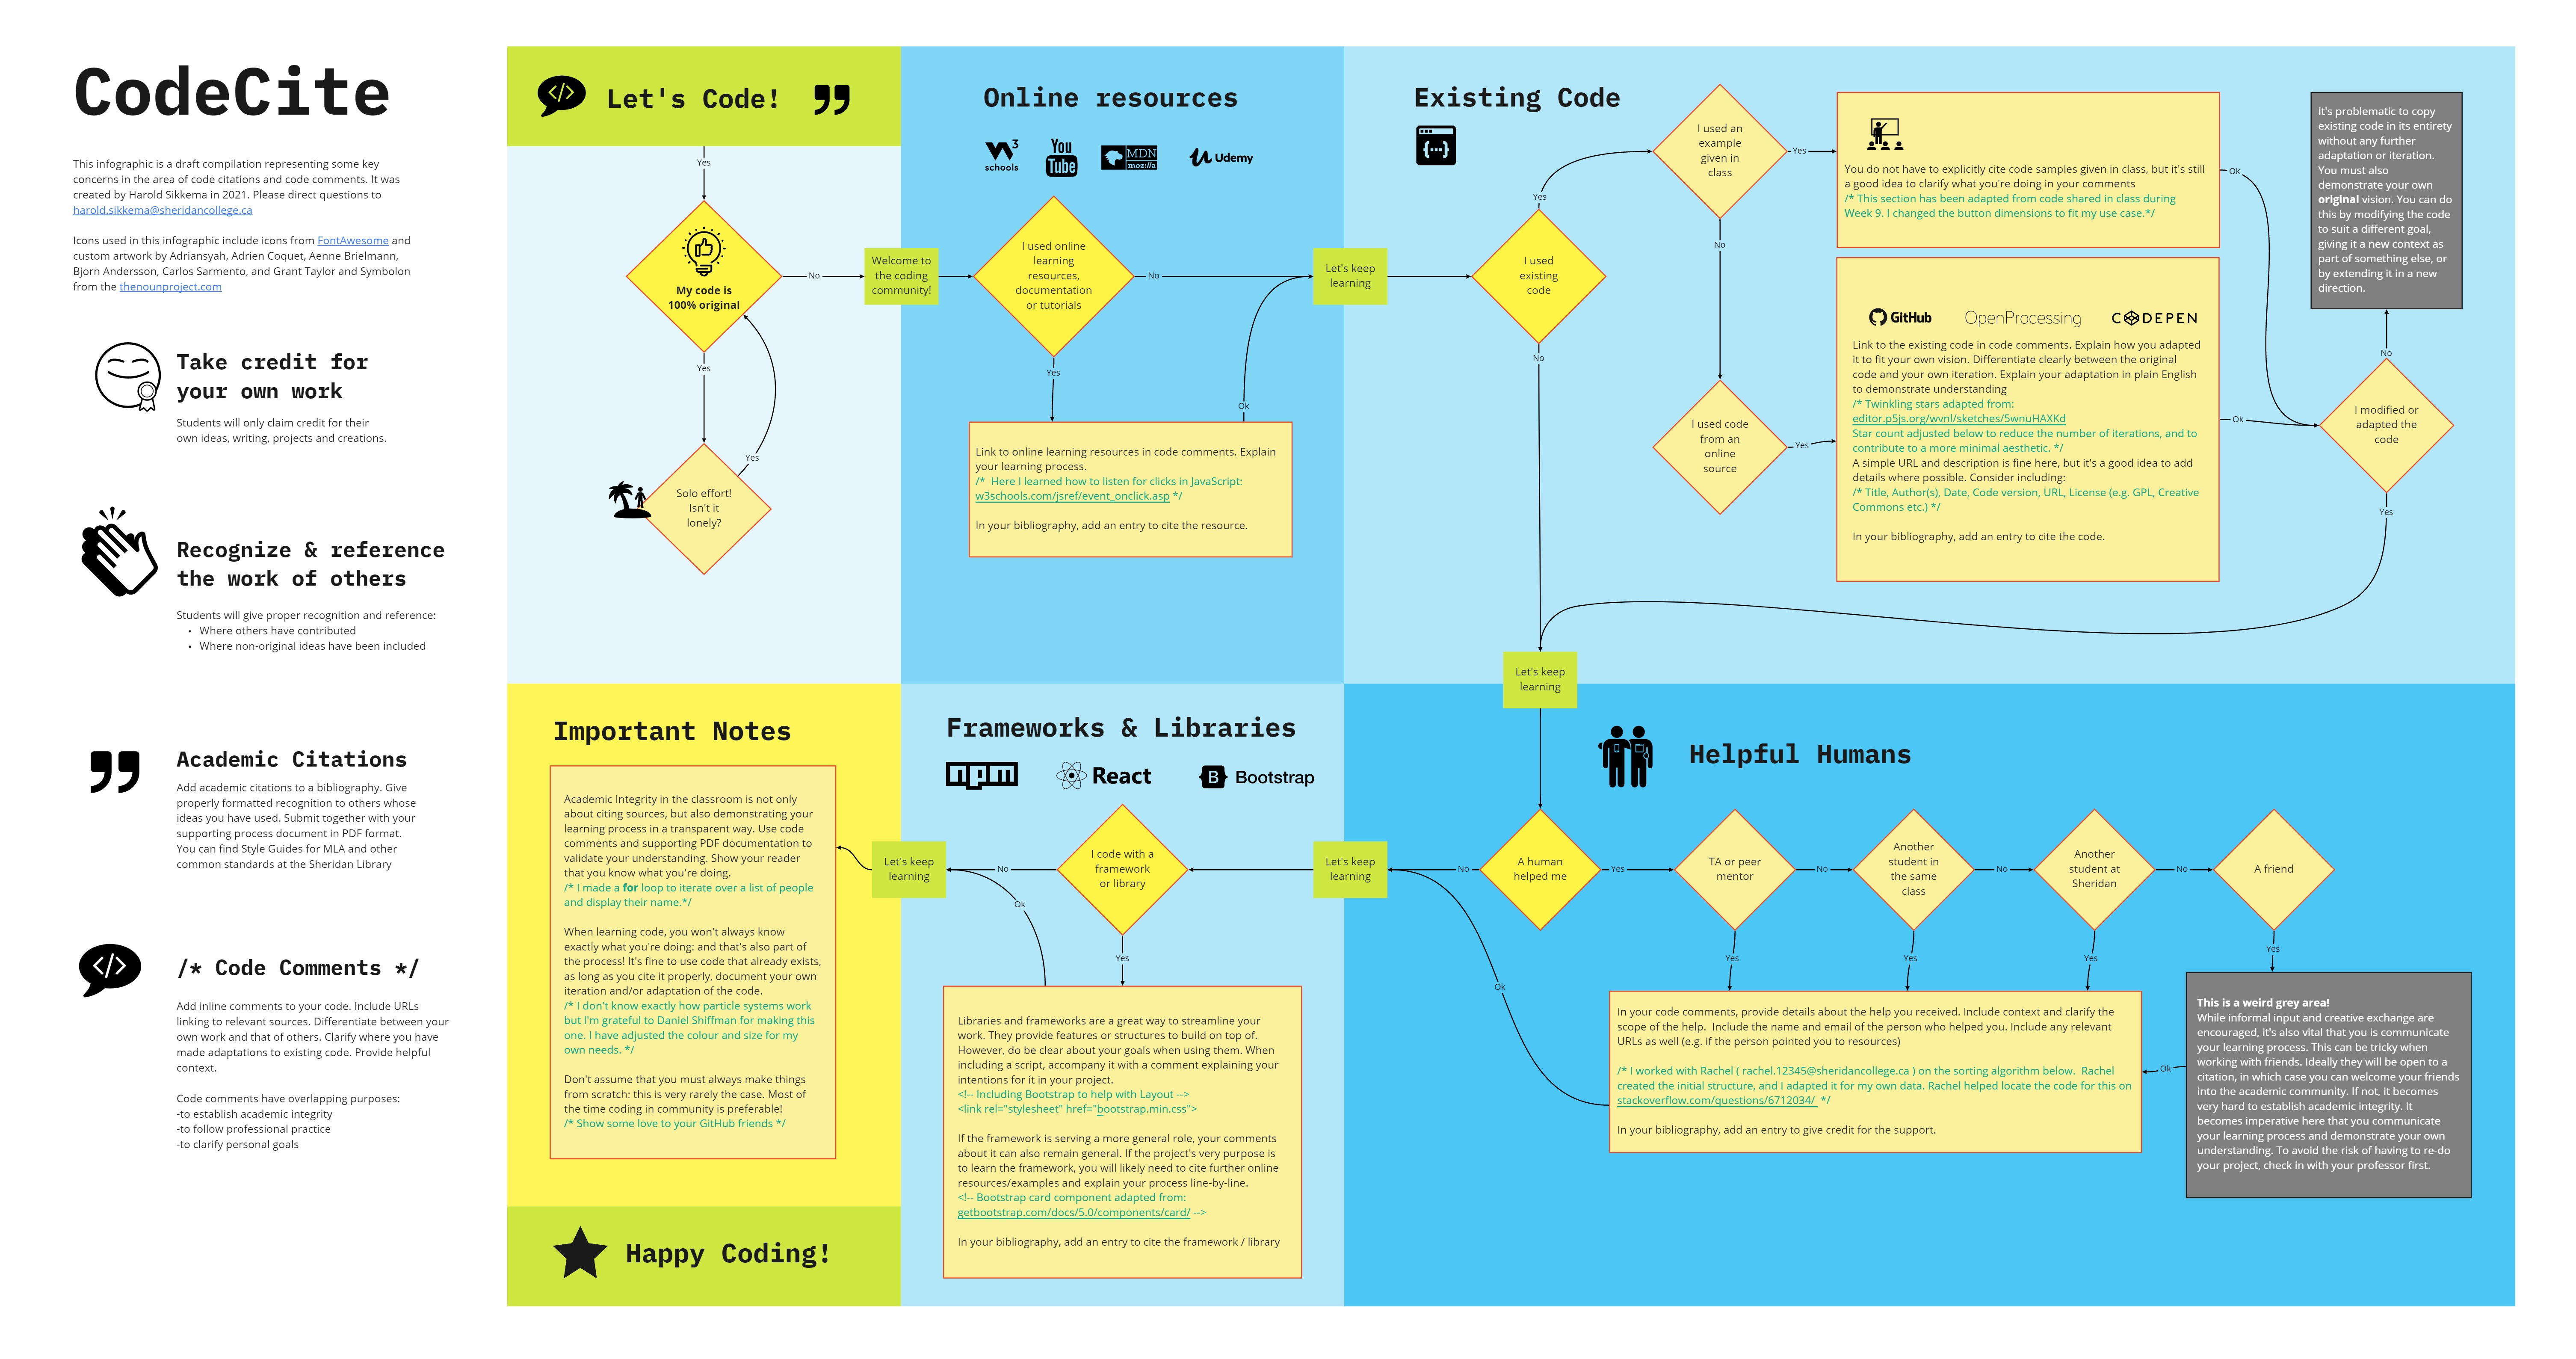 CodeCite
This infographic is a draft compilation representing some key
concerns in the area of code citations and code comments. It was
created by Harold Sikkema in 2021. Please direct questions to
harold.sikkema@sheridancollege.ca
Icons used in this infographic include icons from FontAwesome and
custom artwork by Adriansyah, Adrien Coquet, Aenne Brielmann,
Bjorn Andersson, Carlos Sarmento, and Grant Taylor and Symbolon
from the thenounproject.com
Take credit for
your own work
Students will only claim credit for their
own ideas, writing, projects and creations.
Recognize & reference
the work of others
Students will give proper recognition and reference:
• Where others have contributed
• Where non-original ideas have been included
Academic Citations
Add academic citations to a bibliography. Give
properly formatted recognition to others whose
ideas you have used. Submit together with your
supporting process document in PDF format.
You can find Style Guides for MLA and other
common standards at the Sheridan Library
/* Code Comments */
Add inline comments to your code. Include URLs
linking to relevant sources. Differentiate between your
own work and that of others. Clarify where you have
made adaptations to existing code. Provide helpful
context.
Code comments have overlapping purposes:
-to establish academic integrity
-to follow professional practice
-to clarify personal goals
</> Let's Code!
Yes
My code is
100% original
No
Yes
Yes
Solo effort!
Isn't it
lonely?
Welcome to
the coding
community!
Online resources
W3
schools
You
Tube
MDN
moz://a
Udemy
I used online
learning
resources,
documentation
or tutorials
No
Yes
Ok
Link to online learning resources in code comments. Explain
your learning process.
/* Here I learned how to listen for clicks in JavaScript:
w3schools.com/jsref/event_onclick.asp */
In your bibliography, add an entry to cite the resource.
Let's keep
learning
Existing Code
{...}
I used
existing
code
Yes
No
I used an
example
given in
class
Yes
No
You do not have to explicitly cite code samples given in class, but it's still
a good idea to clarify what you're doing in your comments
/* This section has been adapted from code shared in class during
Week 9. I changed the button dimensions to fit my use case.*/
Ok
I used code
from an
online
source
Yes
GitHub
OpenProcessing
CODEPEN
Link to the existing code in code comments. Explain how you adapted
it to fit your own vision. Differentiate clearly between the original
code and your own iteration. Explain your adaptation in plain English
to demonstrate understanding
/* Twinkling stars adapted from:
editor.p5js.org/wvnl/sketches/5wnuHAXKd
Star count adjusted below to reduce the number of iterations, and to
contribute to a more minimal aesthetic. */
A simple URL and description is fine here, but it's a good idea to add
details where possible. Consider including:
/* Title, Author(s), Date, Code version, URL, License (e.g. GPL, Creative
Commons etc.) */
In your bibliography, add an entry to cite the code.
Ok
I modified or
adapted the
code
No
Yes
It's problematic to copy
existing code in its entirety
without any further
adaptation or iteration.
You must also
demonstrate your own
original vision. You can do
this by modifying the code
to suit a different goal,
giving it a new context as
part of something else, or
by extending it in a new
direction.
Let's keep
learning
Helpful Humans
A human
helped me
No
Yes
TA or peer
mentor
No
Yes
Another
student in
the same
class
No
Yes
Another
student at
Sheridan
No
Yes
A friend
Yes
In your code comments, provide details about the help you received. Include context and clarify the
scope of the help. Include the name and email of the person who helped you. Include any relevant
URLs as well (e.g. if the person pointed you to resources)
/* I worked with Rachel ( rachel.12345@sheridancollege.ca ) on the sorting algorithm below. Rachel
created the initial structure, and I adapted it for my own data. Rachel helped locate the code for this on
stackoverflow.com/questions/6712034/ */
In your bibliography, add an entry to give credit for the support.
Ok
Ok
This is a weird grey area!
While informal input and creative exchange are
encouraged, it's also vital that you is communicate
your learning process. This can be tricky when
working with friends. Ideally they will be open to a
citation, in which case you can welcome your friends
into the academic community. If not, it becomes
very hard to establish academic integrity. It
becomes imperative here that you communicate
your learning process and demonstrate your own
understanding. To avoid the risk of having to re-do
your project, check in with your professor first.
Let's keep
learning
Frameworks & Libraries
npm
React
B Bootstrap
I code with a
framework
or library
No
Yes
Ok
Libraries and frameworks are a great way to streamline your
work. They provide features or structures to build on top of.
However, do be clear about your goals when using them. When
including a script, accompany it with a comment explaining your
intentions for it in your project.
<!-- Including Bootstrap to help with Layout -->
<link rel="stylesheet" href="bootstrap.min.css">
If the framework is serving a more general role, your comments
about it can also remain general. If the project's very purpose is
to learn the framework, you will likely need to cite further online
resources/examples and explain your process line-by-line.
<!-- Bootstrap card component adapted from:
getbootstrap.com/docs/5.0/components/card/ -->
In your bibliography, add an entry to cite the framework / library
Let's keep
learning
Important Notes
Academic Integrity in the classroom is not only
about citing sources, but also demonstrating your
learning process in a transparent way. Use code
comments and supporting PDF documentation to
validate your understanding. Show your reader
that you know what you're doing.
/* I made a for loop to iterate over a list of people
and display their name.*/
When learning code, you won't always know
exactly what you're doing: and that's also part of
the process! It's fine to use code that already exists,
as long as you cite it properly, document your own
iteration and/or adaptation of the code.
/* I don't know exactly how particle systems work
but I'm grateful to Daniel Shiffman for making this
one. I have adjusted the colour and size for my
own needs. */
Don't assume that you must always make things
from scratch: this is very rarely the case. Most of
the time coding in community is preferable!
/* Show some love to your GitHub friends */
Happy Coding!